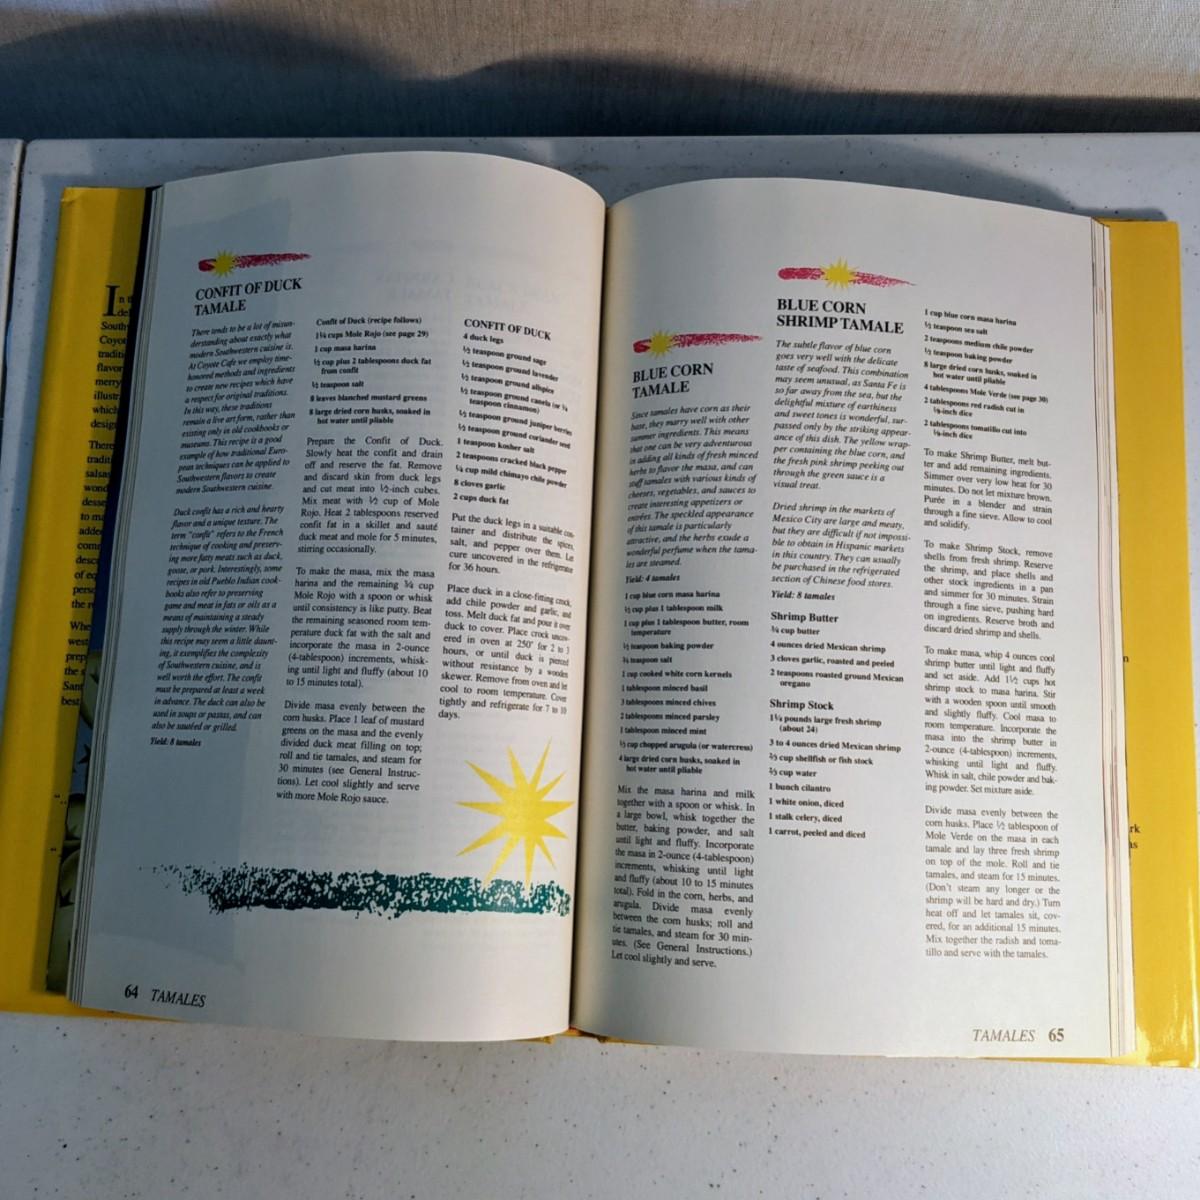 In the
South
Coyot
traditi
flavor
merry
illustr
which
design
There
tradit
salsas
wond
desse
to ma
added
com
descr
of eq
perso
the r
Whe
west
prep
the s
Sant
best
CONFIT OF DUCK
TAMALE
There tends to be a lot of misun-
derstanding about exactly what
modern Southwestern cuisine is.
At Coyote Cafe we employ time-
honored methods and ingredients
to create new recipes which have
a respect for original traditions.
In this way, these traditions
remain a live art form, rather than
existing only in old cookbooks or
museums. This recipe is a good
example of how traditional Euro-
pean techniques can be applied to
Southwestern flavors to create
modern Southwestern cuisine.
Duck confit has a rich and hearty
flavor and a unique texture. The
term "confit" refers to the French
technique of cooking and preserv-
ing more fatty meats such as duck,
goose, or pork. Interestingly, some
recipes in old Pueblo Indian cook-
books also refer to preserving
game and meat in fats or oils as a
means of maintaining a steady
supply through the winter. While
this recipe may seem a little daunt-
ing, it exemplifies the complexity
of Southwestern cuisine, and is
well worth the effort. The confit
must be prepared at least a week
in advance. The duck can also be
used in soups or pastas, and can
also be sautéed or grilled.
Yield: 8 tamales
Confit of Duck (recipe follows)
1¼ cups Mole Rojo (see page 29)
1 cup masa harina
½ cup plus 2 tablespoons duck fat
from confit
½ teaspoon salt
8 leaves blanched mustard greens
8 large dried corn husks, soaked in
hot water until pliable
Prepare the Confit of Duck.
Slowly heat the confit and drain
off and reserve the fat. Remove
and discard skin from duck legs
and cut meat into ½-inch cubes.
Mix meat with ½ cup of Mole
Rojo. Heat 2 tablespoons reserved
confit fat in a skillet and sauté
duck meat and mole for 5 minutes,
stirring occasionally.
To make the masa, mix the masa
harina and the remaining ¾ cup
Mole Rojo with a spoon or whisk
until consistency is like putty. Beat
the remaining seasoned room tem-
perature duck fat with the salt and
incorporate the masa in 2-ounce
(4-tablespoon) increments, whisk-
ing until light and fluffy (about 10
to 15 minutes total).
Divide masa evenly between the
corn husks. Place 1 leaf of mustard
greens on the masa and the evenly
divided duck meat filling on top;
roll and tie tamales, and steam for
30 minutes (see General Instruc-
tions). Let cool slightly and serve
with more Mole Rojo sauce.
CONFIT OF DUCK
4 duck legs
½ teaspoon ground sage
½ teaspoon ground lavender
½ teaspoon ground allspice
½ teaspoon ground canela (or ¼
teaspoon cinnamon)
½ teaspoon ground juniper berries
½ teaspoon ground coriander seed
1 teaspoon kosher salt
2 teaspoons cracked black pepper
¼ cup mild chimayo chile powder
8 cloves garlic
2 cups duck fat
Put the duck legs in a suitable con-
tainer and distribute the spices,
salt, and pepper over them. Let
cure uncovered in the refrigerator
for 36 hours.
Place duck in a close-fitting crock,
add chile powder and garlic, and
toss. Melt duck fat and pour it over
duck to cover. Place crock uncov-
ered in oven at 250° for 2 to 3
hours, or until duck is pierced
without resistance by a wooden
skewer. Remove from oven and let
cool to room temperature. Cover
tightly and refrigerate for 7 to 10
days.
64 TAMALES
BLUE CORN
TAMALE
Since tamales have corn as their
base, they marry well with other
summer ingredients. This means
that one can be very adventurous
in adding all kinds of fresh minced
herbs to flavor the masa, and can
stuff tamales with various kinds of
cheeses, vegetables, and sauces to
create interesting appetizers or
entrées. The speckled appearance
of this tamale is particularly
attractive, and the herbs exude a
wonderful perfume when the tama-
les are steamed.
Yield: 4 tamales
1 cup blue corn masa harina
½ cup plus 1 tablespoon milk
1 cup plus 1 tablespoon butter, room
temperature
½ teaspoon baking powder
¾ teaspoon salt
1 cup cooked white corn kernels
1 tablespoon minced basil
3 tablespoons minced chives
2 tablespoons minced parsley
1 tablespoon minced mint
½ cup chopped arugula (or watercress)
4 large dried corn husks, soaked in
hot water until pliable
Mix the masa harina and milk
together with a spoon or whisk. In
a large bowl, whisk together the
butter, baking powder, and salt
until light and fluffy. Incorporate
the masa in 2-ounce (4-tablespoon)
increments, whisking until light
and fluffy (about 10 to 15 minutes
total). Fold in the corn, herbs, and
arugula. Divide masa evenly
between the corn husks; roll and
tie tamales, and steam for 30 min-
utes. (See General Instructions.)
Let cool slightly and serve.
BLUE CORN
SHRIMP TAMALE
The subtle flavor of blue corn
goes very well with the delicate
taste of seafood. This combination
may seem unusual, as Santa Fe is
so far away from the sea, but the
delightful mixture of earthiness
and sweet tones is wonderful, sur-
passed only by the striking appear-
ance of this dish. The yellow wrap-
per containing the blue corn, and
the fresh pink shrimp peeking out
through the green sauce is a
visual treat.
Dried shrimp in the markets of
Mexico City are large and meaty,
but they are difficult if not impossi-
ble to obtain in Hispanic markets
in this country. They can usually
be purchased in the refrigerated
section of Chinese food stores.
Yield: 8 tamales
Shrimp Butter
¾ cup butter
4 ounces dried Mexican shrimp
3 cloves garlic, roasted and peeled
2 teaspoons roasted ground Mexican
oregano
Shrimp Stock
1¼ pounds large fresh shrimp
(about 24)
3 to 4 ounces dried Mexican shrimp
⅔ cup shellfish or fish stock
⅔ cup water
1 bunch cilantro
1 white onion, diced
1 stalk celery, diced
1 carrot, peeled and diced
1 cup blue corn masa harina
½ teaspoon sea salt
2 teaspoons medium chile powder
½ teaspoon baking powder
8 large dried corn husks, soaked in
hot water until pliable
4 tablespoons Mole Verde (see page 30)
2 tablespoons red radish cut in
⅛-inch dice
2 tablespoons tomatillo cut into
⅛-inch dice
To make Shrimp Butter, melt but-
ter and add remaining ingredients.
Simmer over very low heat for 30
minutes. Do not let mixture brown.
Purée in a blender and strain
through a fine sieve. Allow to cool
and solidify.
To make Shrimp Stock, remove
shells from fresh shrimp. Reserve
the shrimp, and place shells and
other stock ingredients in a pan
and simmer for 30 minutes. Strain
through a fine sieve, pushing hard
on ingredients. Reserve broth and
discard dried shrimp and shells.
To make masa, whip 4 ounces cool
shrimp butter until light and fluffy
and set aside. Add 1½ cups hot
shrimp stock to masa harina. Stir
with a wooden spoon until smooth
and slightly fluffy. Cool masa to
room temperature. Incorporate the
masa into the shrimp butter in
2-ounce (4-tablespoon) increments,
whisking until light and fluffy.
Whisk in salt, chile powder and bak-
ing powder. Set mixture aside.
Divide masa evenly between the
corn husks. Place ½ tablespoon of
Mole Verde on the masa in each
tamale and lay three fresh shrimp
on top of the mole. Roll and tie
tamales, and steam for 15 minutes.
(Don't steam any longer or the
shrimp will be hard and dry.) Turn
heat off and let tamales sit, cov-
ered, for an additional 15 minutes.
Mix together the radish and toma-
tillo and serve with the tamales.
TAMALES 65